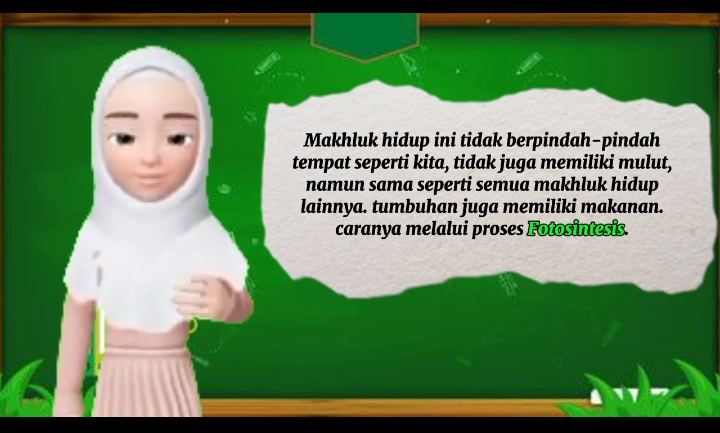 Makhluk hidup ini tidak berpindah-pindah
tempat seperti kita, tidak juga memiliki mulut,
namun sama seperti semua makhluk hidup
lainnya. tumbuhan juga memiliki makanan.
caranya melalui proses Fotosintesis.